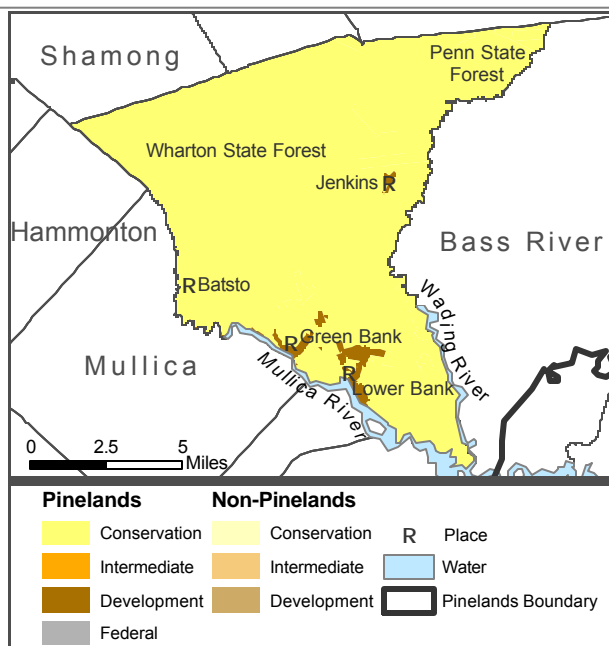 Shamong
Penn State
Forest
Wharton State Forest
Jenkins R
Hammonton
Bass River
R Batsto
Wading River
R Green Bank
Mullica
Mullica River
R
Lower Bank
0 2.5 5
Miles
Pinelands Non-Pinelands
Conservation Conservation R Place
Intermediate Intermediate Water
Development Development Pinelands Boundary
Federal